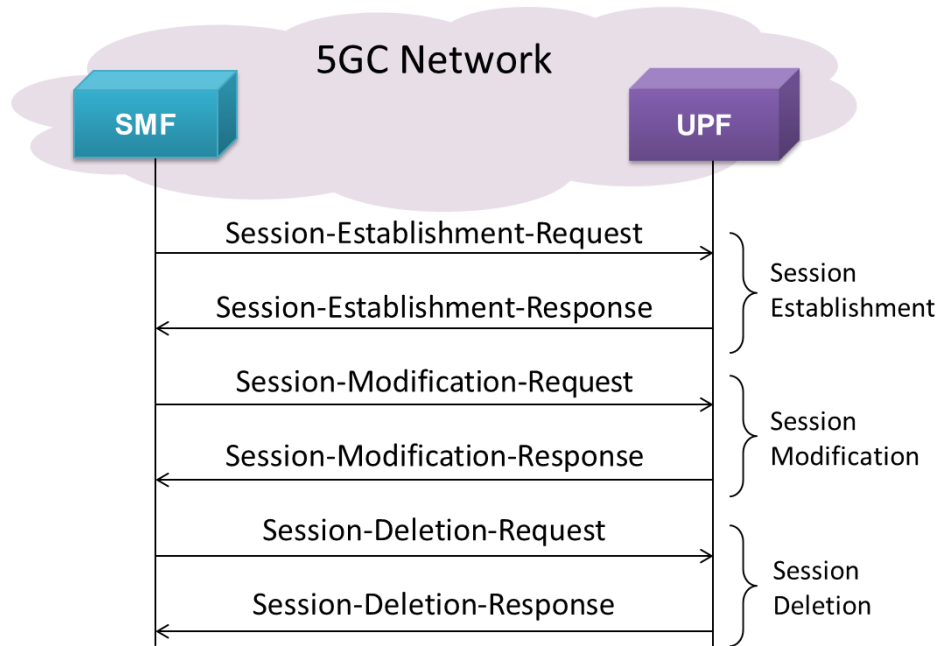 5GC Network
SMF
UPF
Session-Establishment-Request
Session-Establishment-Response
Session
Establishment
Session-Modification-Request
Session-Modification-Response
Session
Modification
Session-Deletion-Request
Session-Deletion-Response
Session
Deletion